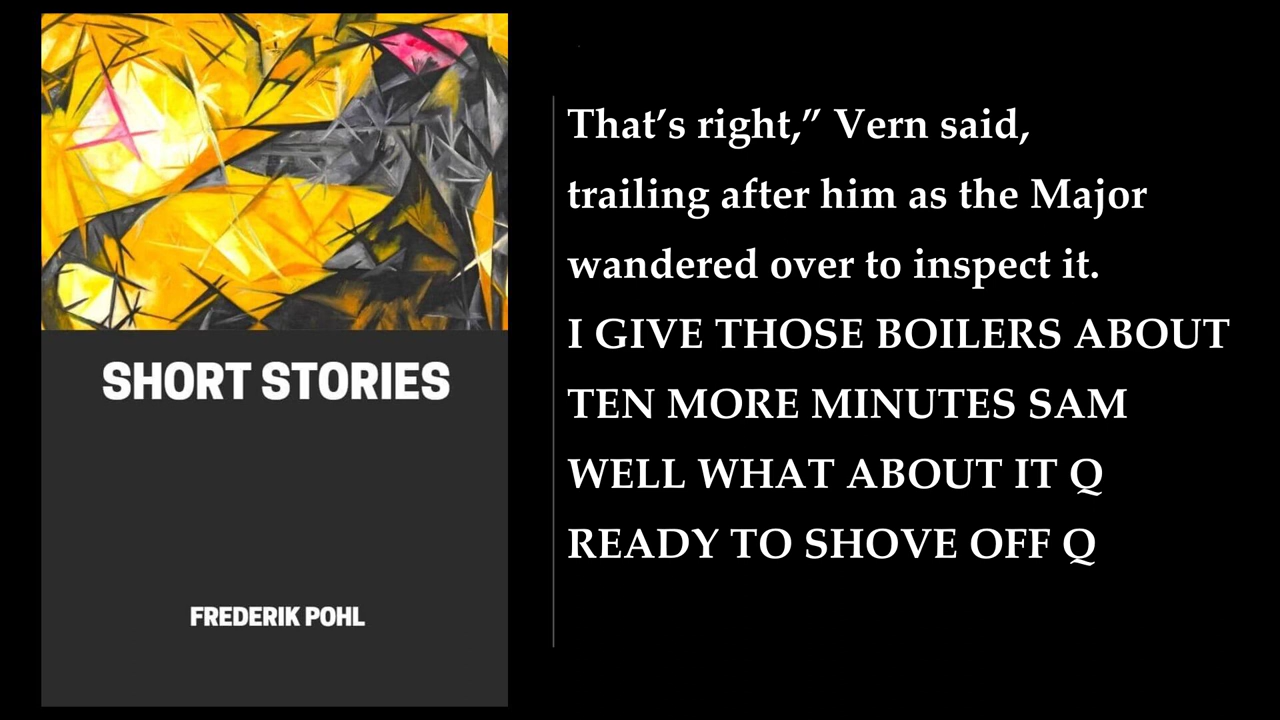 SHORT STORIES
FREDERIK POHL
That’s right,” Vern said,
trailing after him as the Major
wandered over to inspect it.
I GIVE THOSE BOILERS ABOUT
TEN MORE MINUTES SAM
WELL WHAT ABOUT IT Q
READY TO SHOVE OFF Q